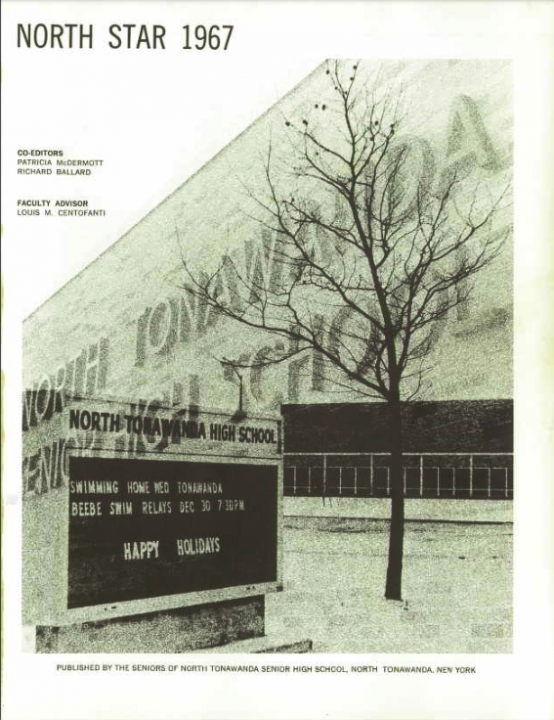 NORTH STAR 1967
CO-EDITORS
PATRICIA McDERMOTT
RICHARD BALLARD
FACULTY ADVISOR
LOUIS M. CENTOFANTI
NORTH TONAWANDA
SENIOR HIGH SCHOOL
NORTH TONAWANDA HIGH SCHOOL
SWIMMING HOME WED TONAWANDA
BEEBE SWIM RELAYS DEC 30 7:30PM
HAPPY HOLIDAYS
PUBLISHED BY THE SENIORS OF NORTH TONAWANDA SENIOR HIGH SCHOOL, NORTH TONAWANDA, NEW YORK